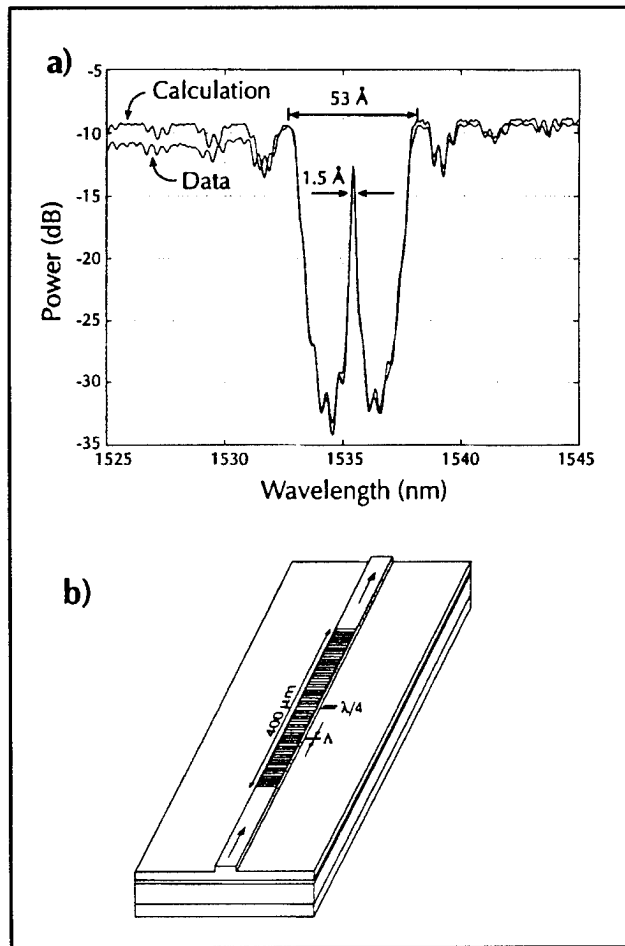 a)
-5
-10
-15
-20
-25
-30
-35
Power (dB)
Calculation
Data
53 Å
1.5 Å
1525 1530 1535 1540 1545
Wavelength (nm)
b)
400 μm
λ/4
Λ